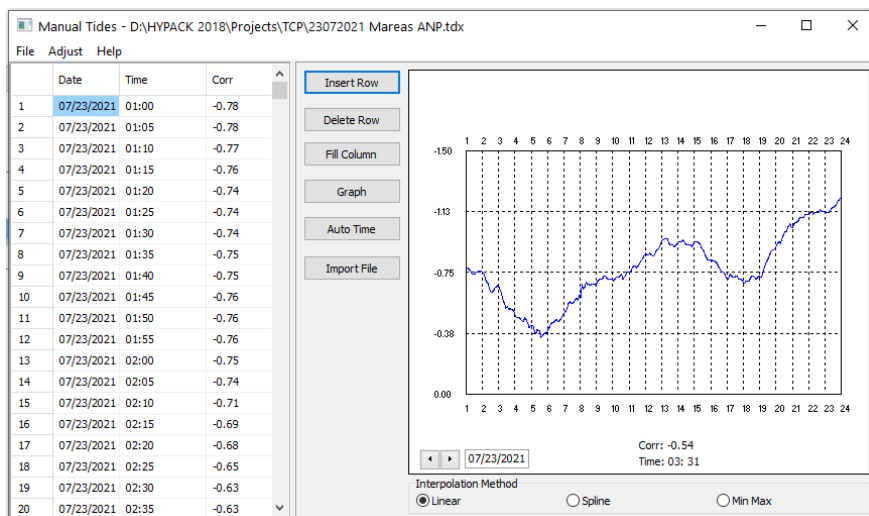 Manual Tides - D:\HYPACK 2018\Projects\TCP\23072021 Mareas ANP.tdx
File Adjust Help
Date Time Corr
1 07/23/2021 01:00 -0.78
2 07/23/2021 01:05 -0.78
3 07/23/2021 01:10 -0.77
4 07/23/2021 01:15 -0.76
5 07/23/2021 01:20 -0.74
6 07/23/2021 01:25 -0.74
7 07/23/2021 01:30 -0.74
8 07/23/2021 01:35 -0.75
9 07/23/2021 01:40 -0.75
10 07/23/2021 01:45 -0.76
11 07/23/2021 01:50 -0.76
12 07/23/2021 01:55 -0.76
13 07/23/2021 02:00 -0.75
14 07/23/2021 02:05 -0.74
15 07/23/2021 02:10 -0.71
16 07/23/2021 02:15 -0.69
17 07/23/2021 02:20 -0.68
18 07/23/2021 02:25 -0.65
19 07/23/2021 02:30 -0.63
20 07/23/2021 02:35 -0.63
Insert Row
Delete Row
Fill Column
Graph
Auto Time
Import File
1 2 3 4 5 6 7 8 9 10 11 12 13 14 15 16 17 18 19 20 21 22 23 24
-1.50
-1.13
-0.75
-0.38
0.00
1 2 3 4 5 6 7 8 9 10 11 12 13 14 15 16 17 18 19 20 21 22 23 24
07/23/2021
Corr: -0.54
Time: 03: 31
Interpolation Method
Linear Spline Min Max